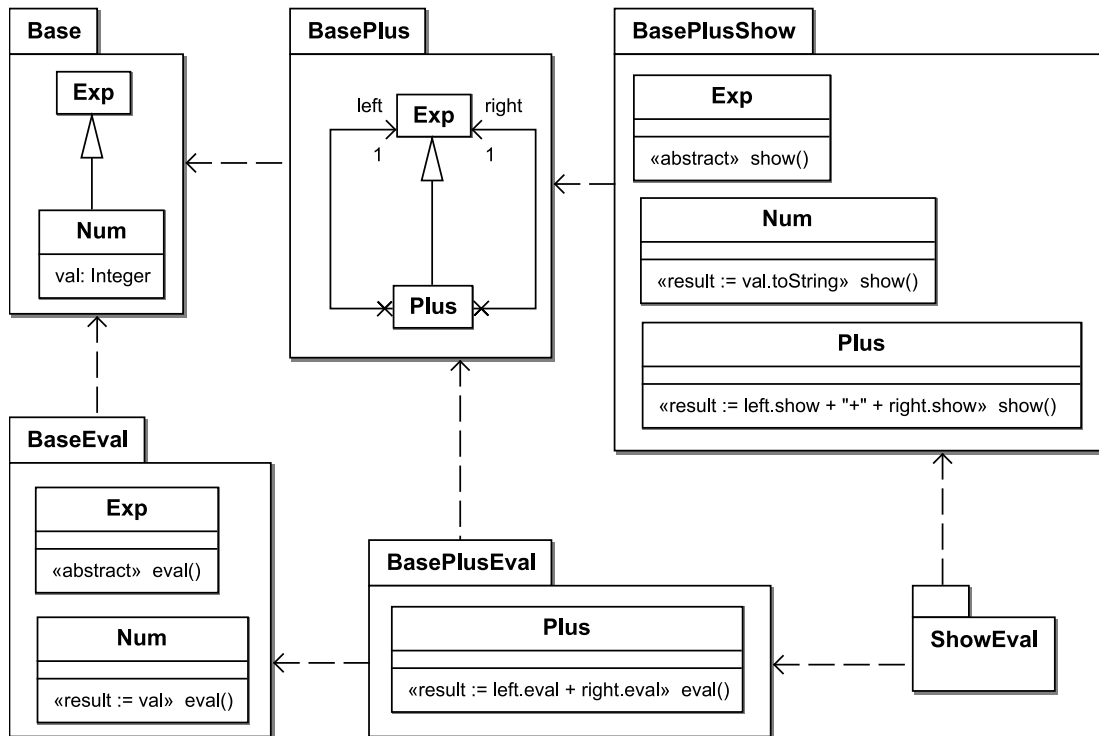 Base
Exp
Num
val: Integer
BasePlus
left
right
Exp
1
1
Plus
BasePlusShow
Exp
«abstract» show()
Num
«result := val.toString» show()
Plus
«result := left.show + "+" + right.show» show()
BaseEval
Exp
«abstract» eval()
Num
«result := val» eval()
BasePlusEval
Plus
«result := left.eval + right.eval» eval()
ShowEval